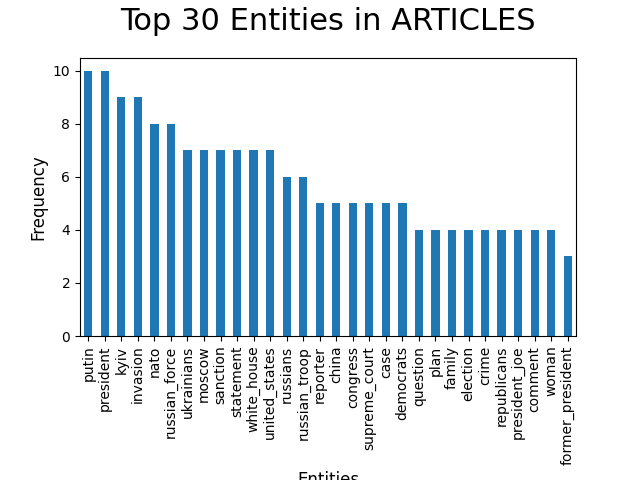 Top 30 Entities in ARTICLES
Frequency
10
8
6
4
2
0
putin
president
kyiv
invasion
nato
russian_force
ukrainians
moscow
sanction
statement
white_house
united_states
russians
russian_troop
reporter
china
congress
supreme_court
case
democrats
question
plan
family
election
crime
republicans
president_joe
comment
woman
former_president
Entities